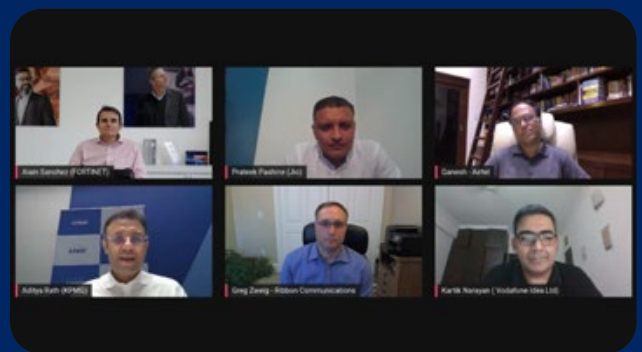 Alain Sanchez (FORTINET)
Prateek Pashine (Jio)
Ganesh - Airtel
KPMG
Aditya Rath (KPMG)
Greg Zweig - Ribbon Communications
Kartik Narayan ( Vodafone Idea Ltd)